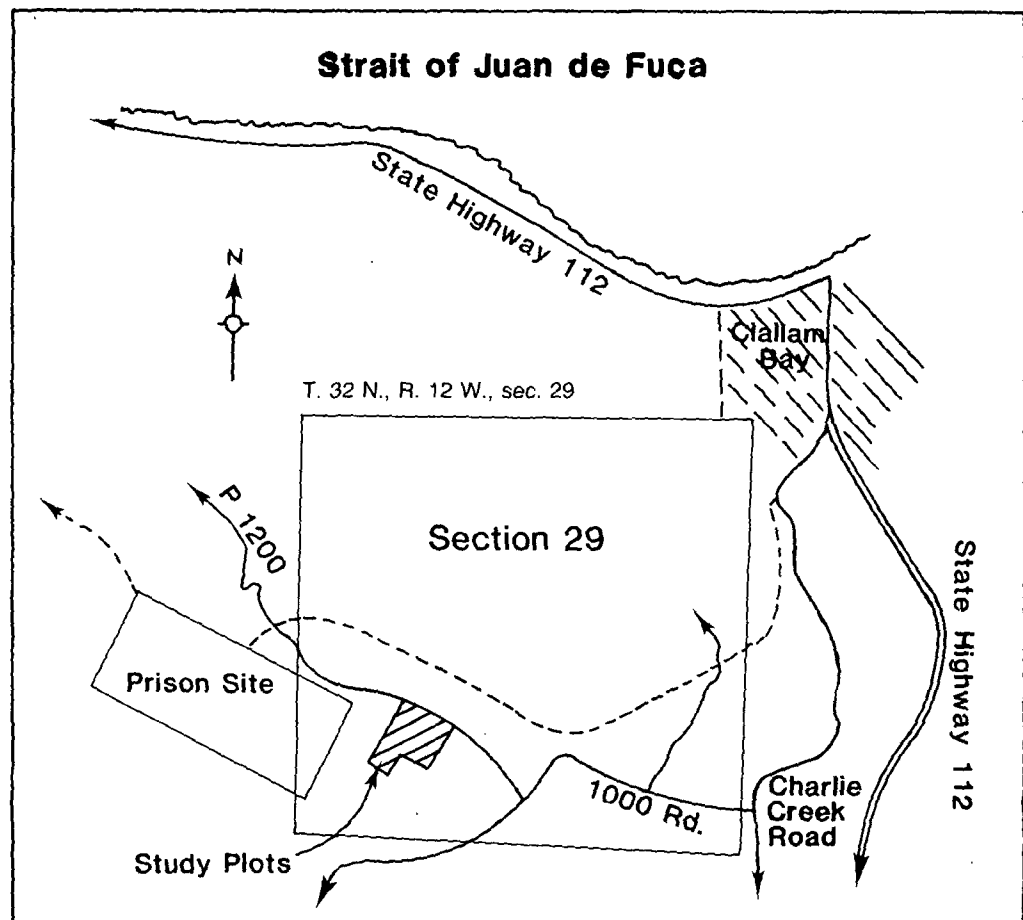 Strait of Juan de Fuca
State Highway 112
N
Clallam
Bay
T. 32 N., R. 12 W., sec. 29
P 1200
Section 29
State Highway 112
Prison Site
1000 Rd.
Charlie
Creek
Road
Study Plots